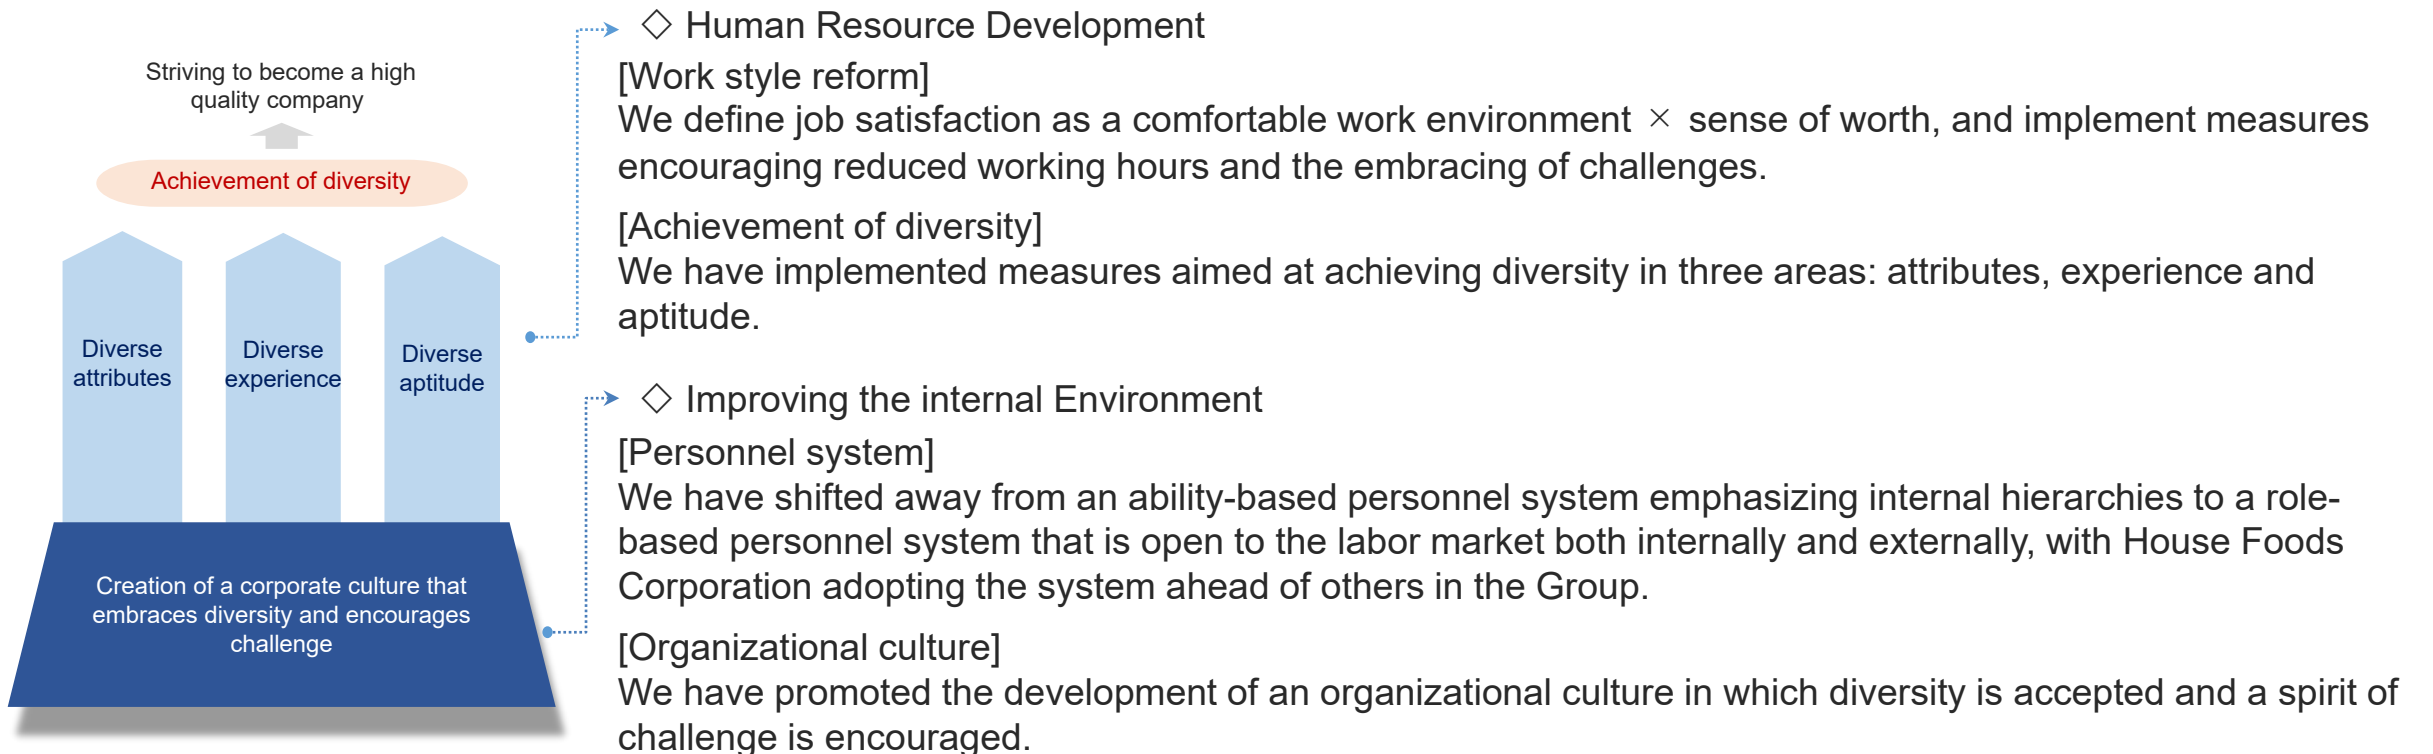 Striving to become a high
quality company
Achievement of diversity
Diverse
attributes
Diverse
experience
Diverse
aptitude
Creation of a corporate culture that
embraces diversity and encourages
challenge
◇ Human Resource Development
[Work style reform]
We define job satisfaction as a comfortable work environment × sense of worth, and implement measures
encouraging reduced working hours and the embracing of challenges.
[Achievement of diversity]
We have implemented measures aimed at achieving diversity in three areas: attributes, experience and
aptitude.
◇ Improving the internal Environment
[Personnel system]
We have shifted away from an ability-based personnel system emphasizing internal hierarchies to a role-
based personnel system that is open to the labor market both internally and externally, with House Foods
Corporation adopting the system ahead of others in the Group.
[Organizational culture]
We have promoted the development of an organizational culture in which diversity is accepted and a spirit of
challenge is encouraged.